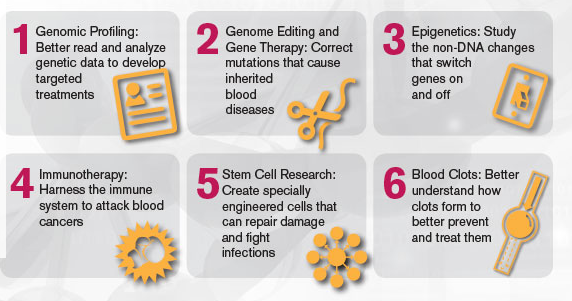 1 Genomic Profiling:
Better read and analyze
genetic data to develop
targeted
treatments
2 Genome Editing and
Gene Therapy: Correct
mutations that cause
inherited
blood
diseases
3 Epigenetics: Study
the non-DNA changes
that switch
genes on
and off
4 Immunotherapy:
Harness the immune
system to attack blood
cancers
5 Stem Cell Research:
Create specially
engineered cells that
can repair damage
and fight
infections
6 Blood Clots: Better
understand how
clots form to
better prevent
and treat them